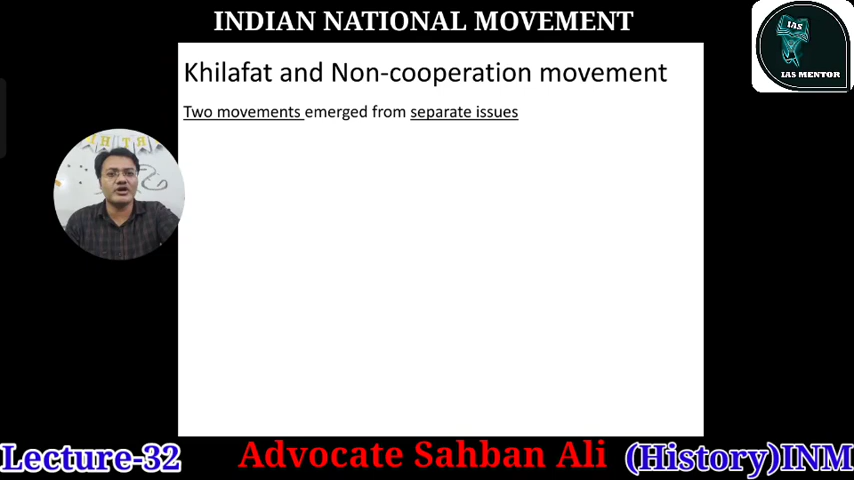 INDIAN NATIONAL MOVEMENT
IAS
IAS MENTOR
Khilafat and Non-cooperation movement
Two movements emerged from separate issues
Lecture-32
Advocate Sahban Ali
(History)INM